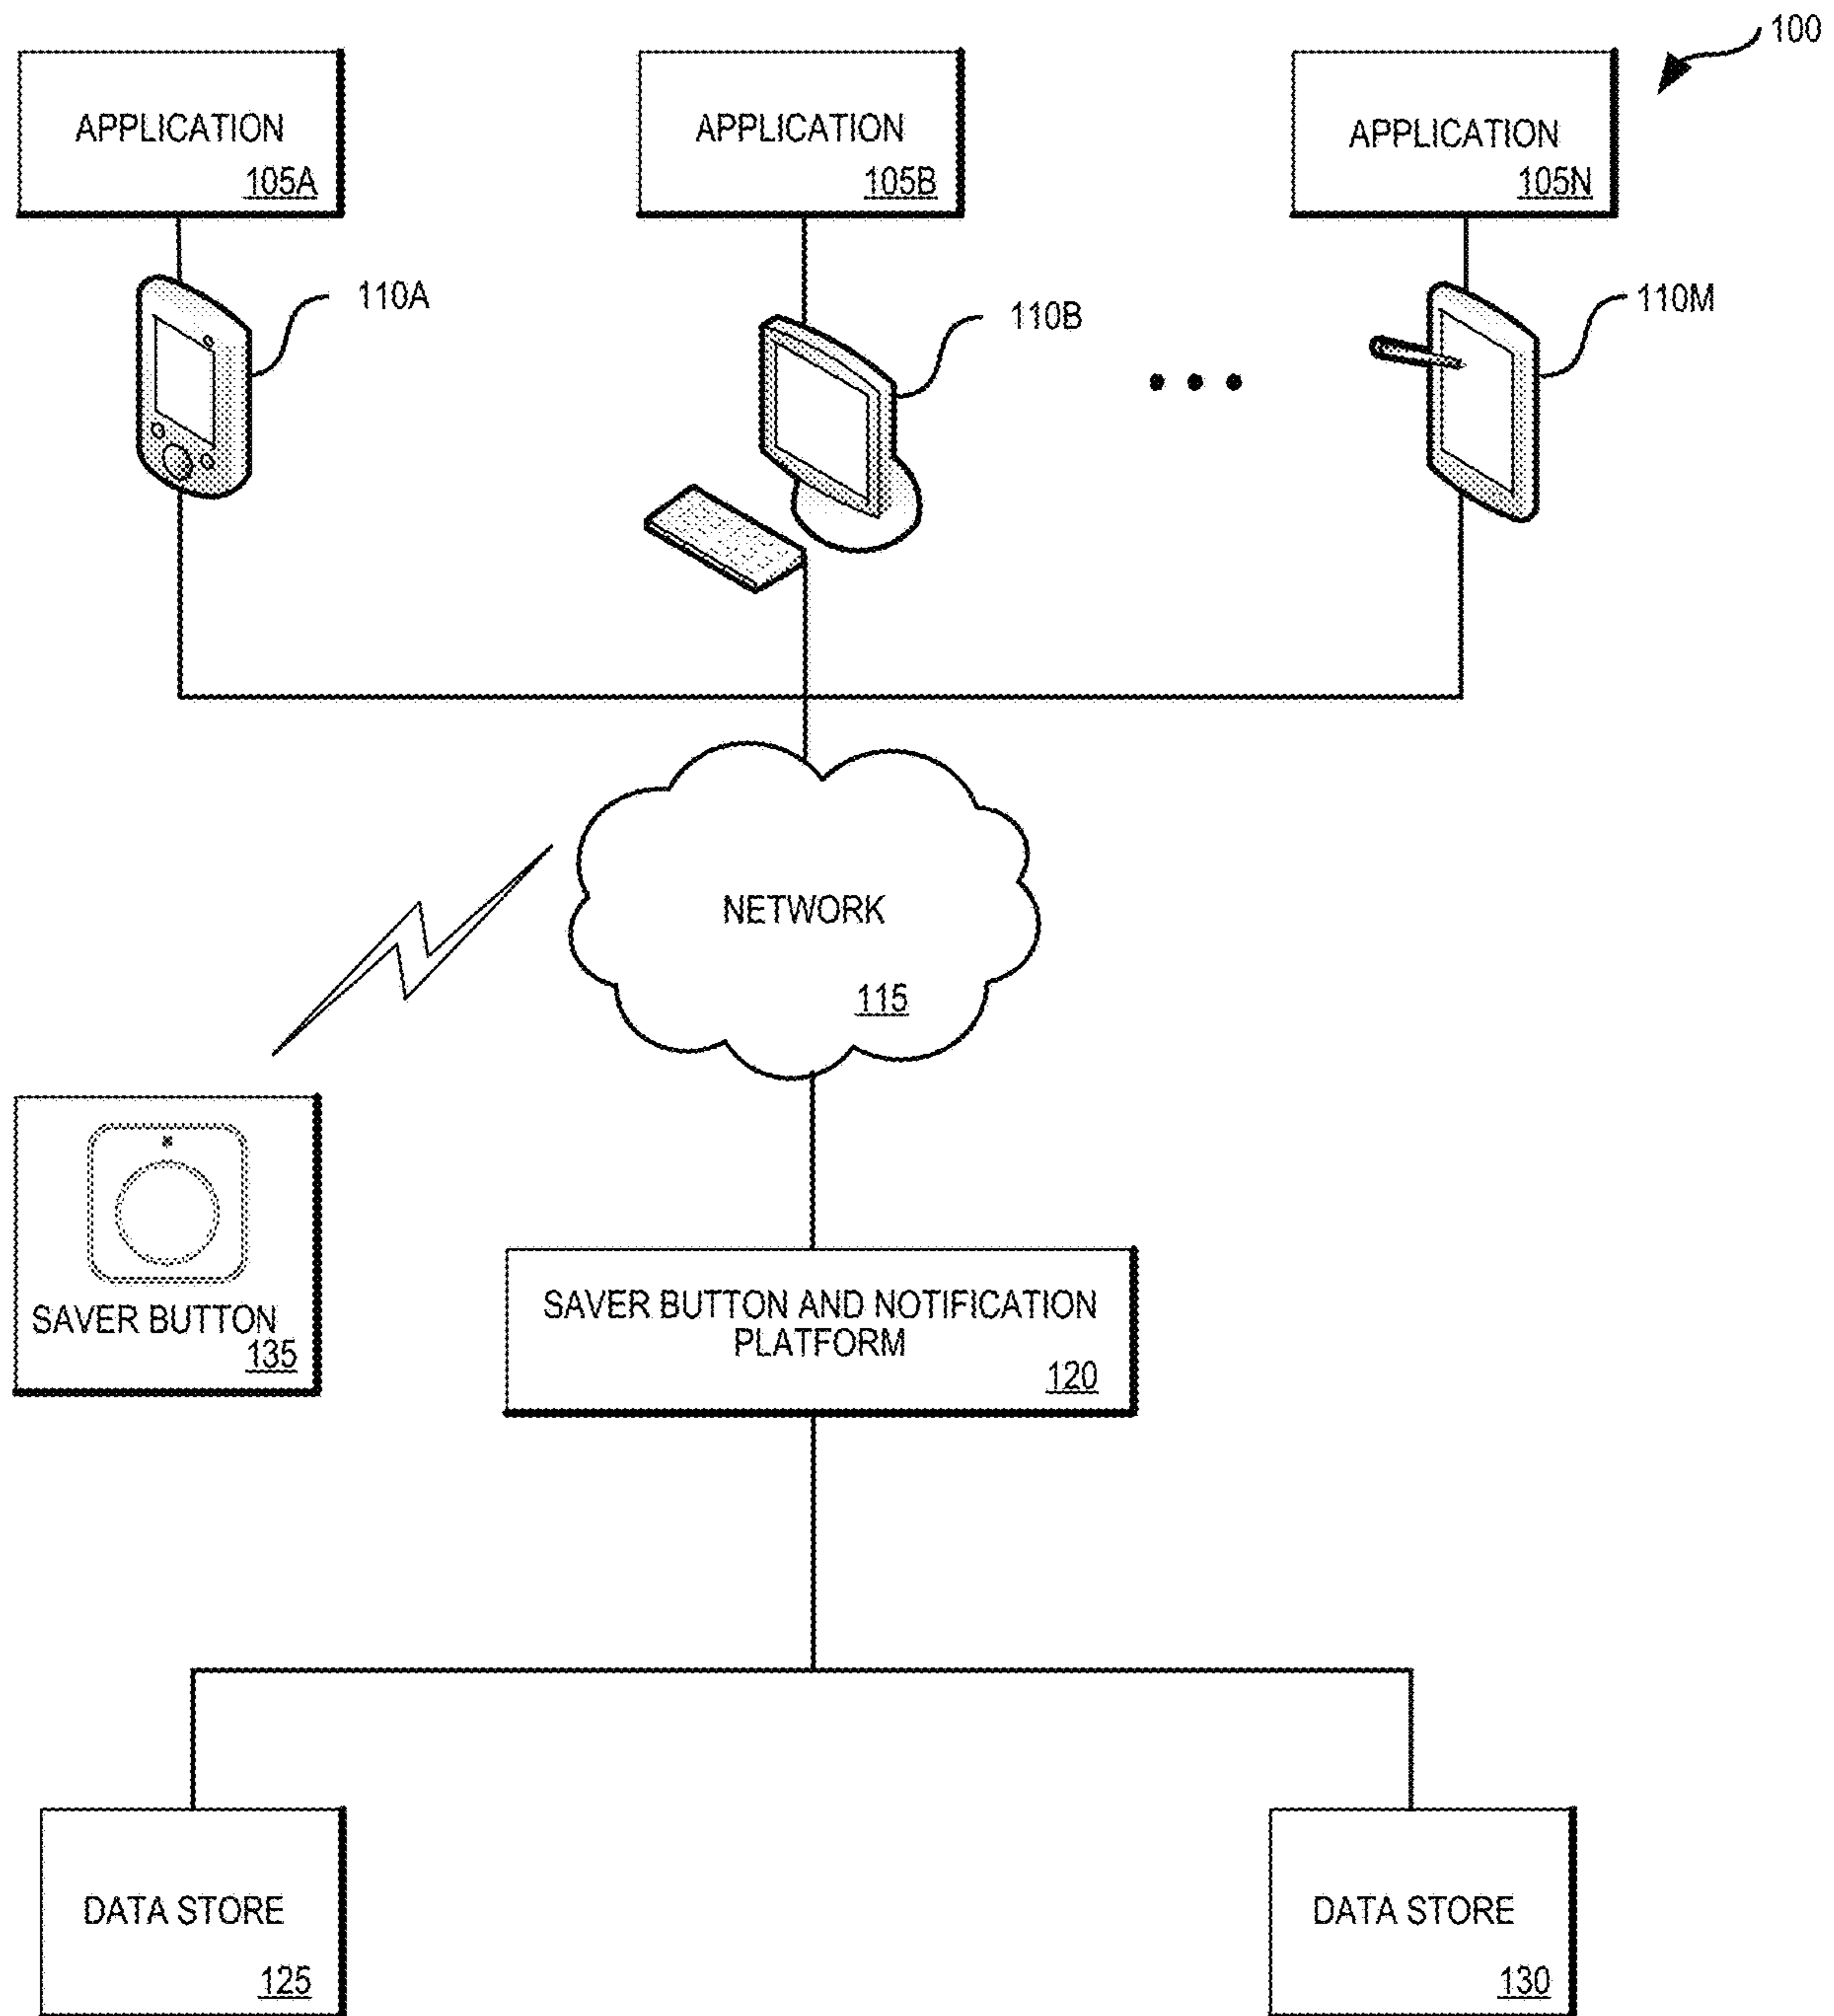 100
APPLICATION
105A
APPLICATION
105B
APPLICATION
105N
110A
110B
110M
NETWORK
115
SAVER BUTTON
135
SAVER BUTTON AND NOTIFICATION
PLATFORM
120
DATA STORE
125
DATA STORE
130